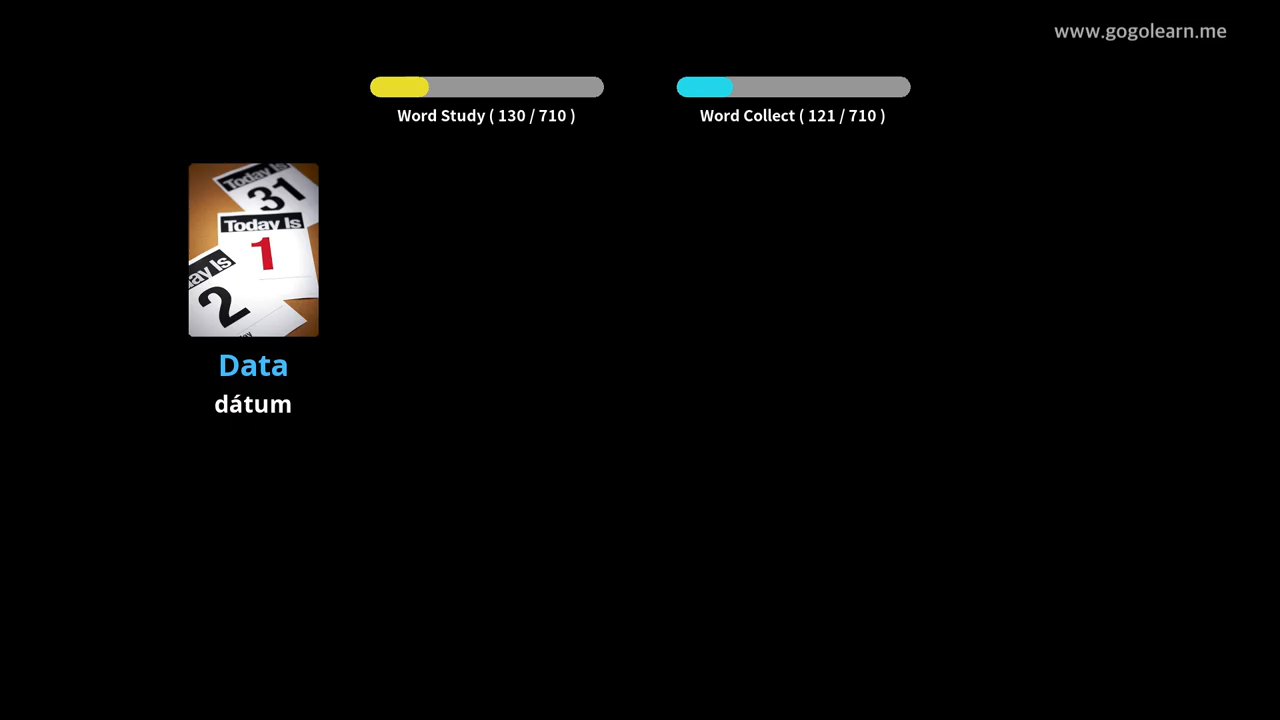 www.gogolearn.me
Word Study ( 130 / 710 )
Word Collect ( 121 / 710 )
Today Is
31
Today Is
1
ay Is
2
Data
dátum